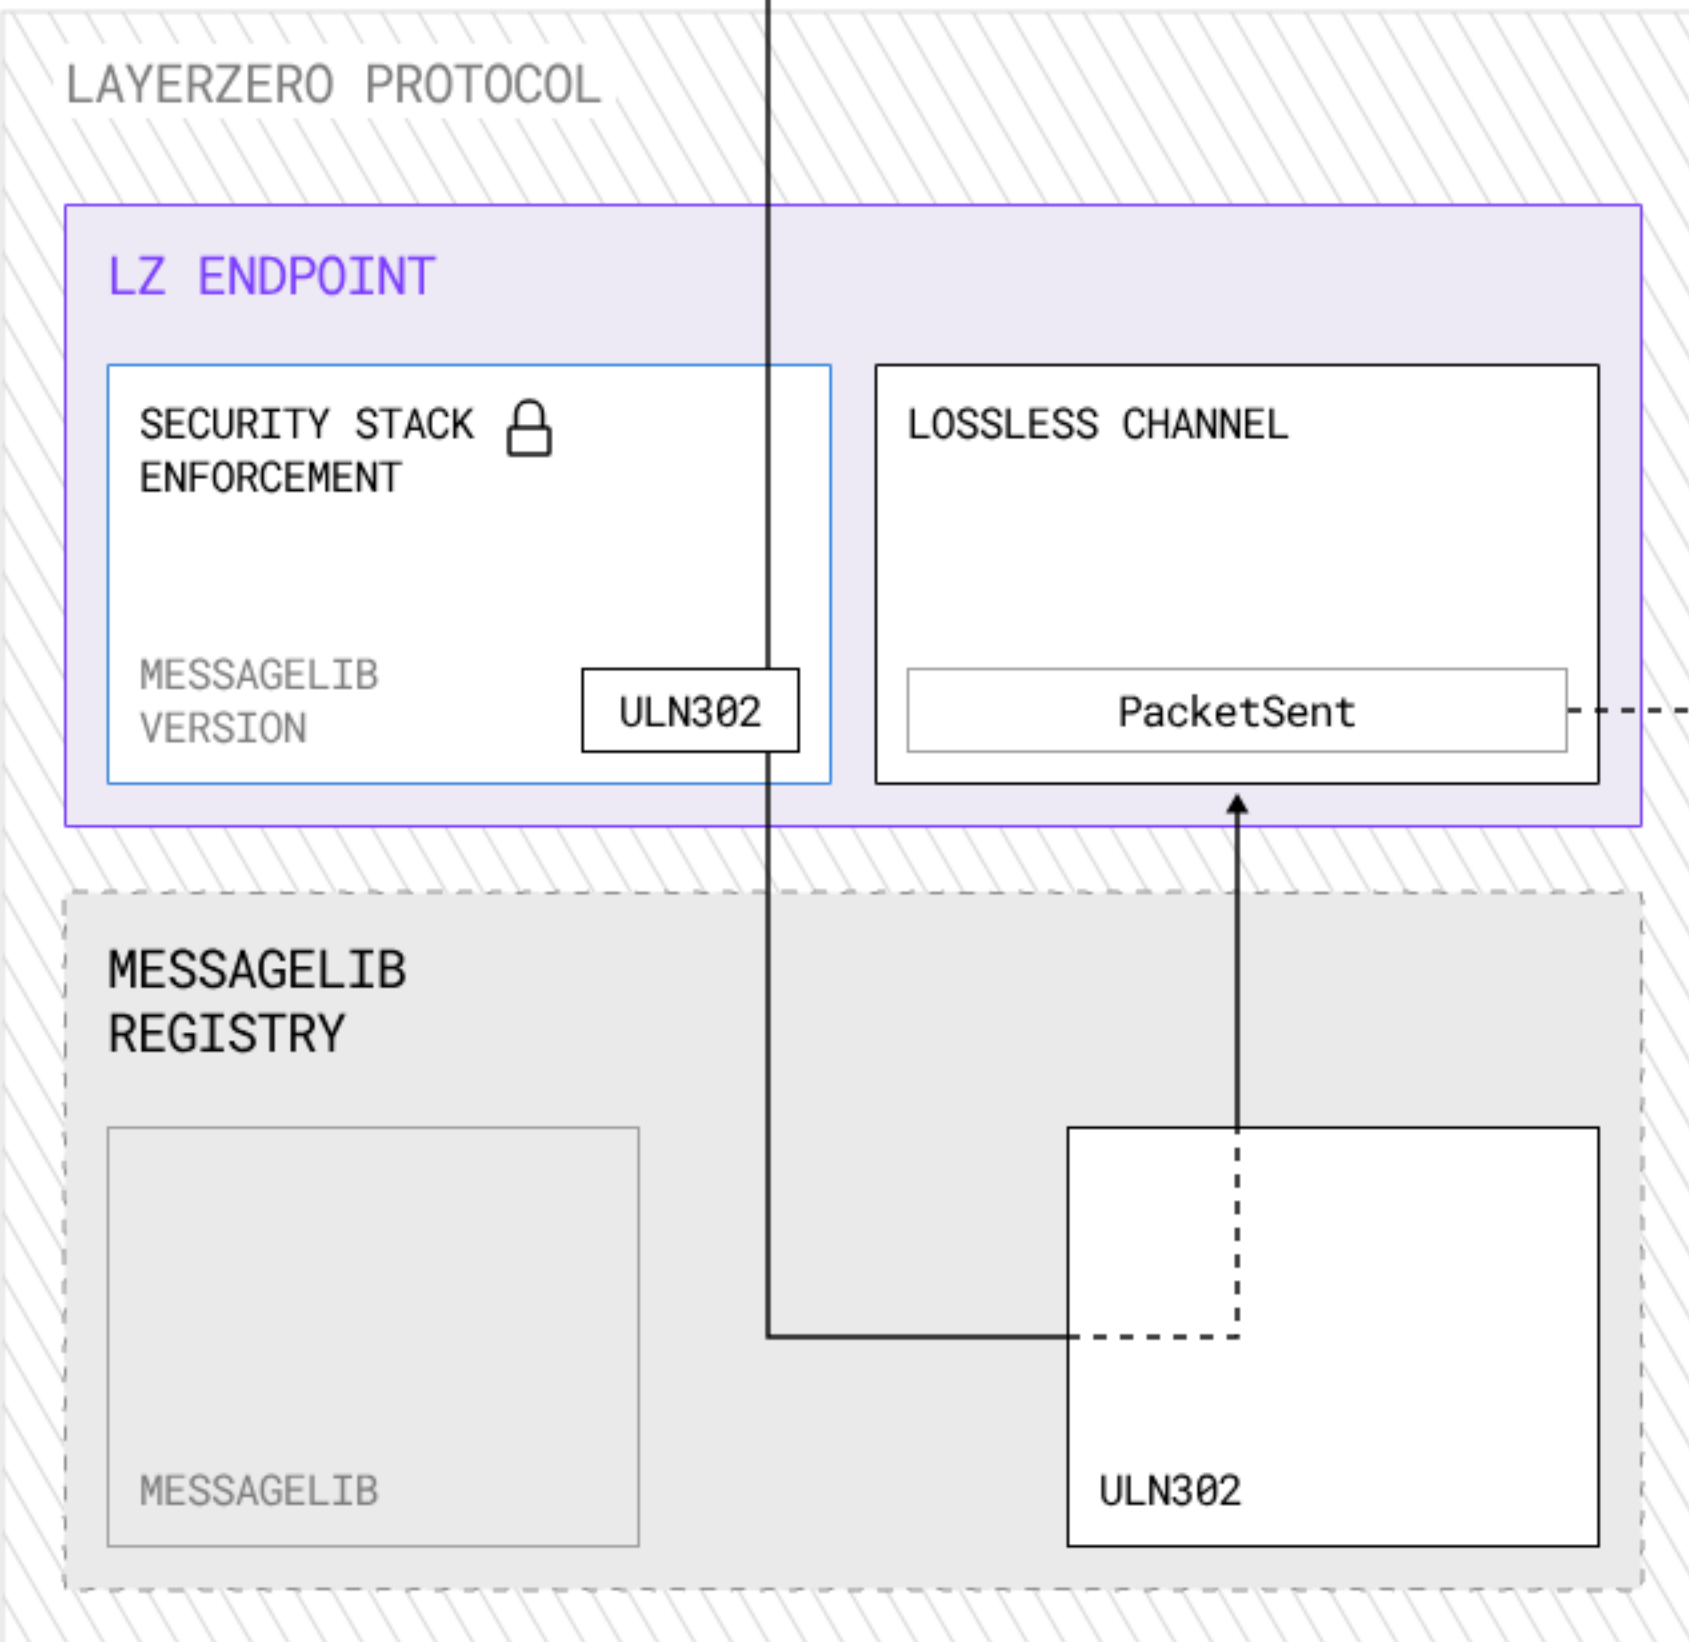 LAYERZERO PROTOCOL
LZ ENDPOINT
SECURITY STACK
ENFORCEMENT
MESSAGELIB
VERSION
ULN302
LOSSLESS CHANNEL
PacketSent
MESSAGELIB
REGISTRY
MESSAGELIB
ULN302